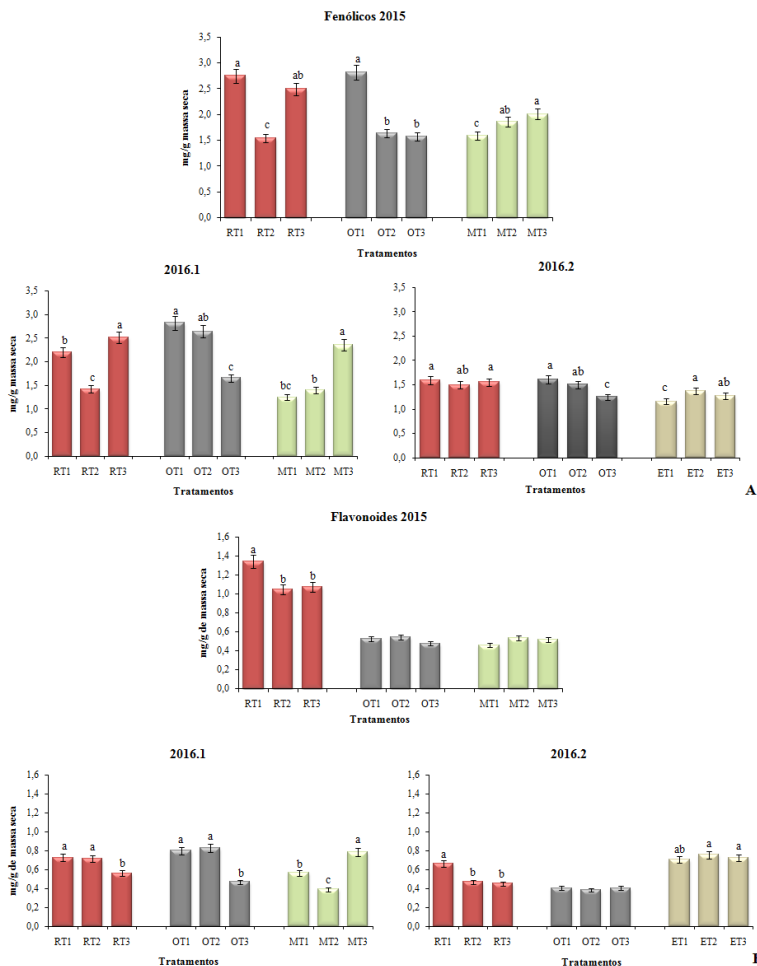 Fenólicos 2015
mg/g massa seca
3,5
3,0
2,5
2,0
1,5
1,0
0,5
0,0
a c ab a b b c ab a
RT1 RT2 RT3 OT1 OT2 OT3 MT1 MT2 MT3
Tratamentos
2016.1
mg/g massa seca
3,5
3,0
2,5
2,0
1,5
1,0
0,5
0,0
b c a a ab c bc b a
RT1 RT2 RT3 OT1 OT2 OT3 MT1 MT2 MT3
Tratamentos
2016.2
3,5
3,0
2,5
2,0
1,5
1,0
0,5
0,0
a ab a a ab c c a ab
RT1 RT2 RT3 OT1 OT2 OT3 ET1 ET2 ET3
Tratamentos
A
Flavonoides 2015
mg/g de massa seca
1,6
1,4
1,2
1,0
0,8
0,6
0,4
0,2
0,0
a b b
RT1 RT2 RT3 OT1 OT2 OT3 MT1 MT2 MT3
Tratamentos
2016.1
mg/g de massa seca
1,6
1,4
1,2
1,0
0,8
0,6
0,4
0,2
0,0
a a b a a b b c a
RT1 RT2 RT3 OT1 OT2 OT3 MT1 MT2 MT3
Tratamentos
2016.2
1,6
1,4
1,2
1,0
0,8
0,6
0,4
0,2
0,0
a b b ab a a
RT1 RT2 RT3 OT1 OT2 OT3 ET1 ET2 ET3
Tratamentos